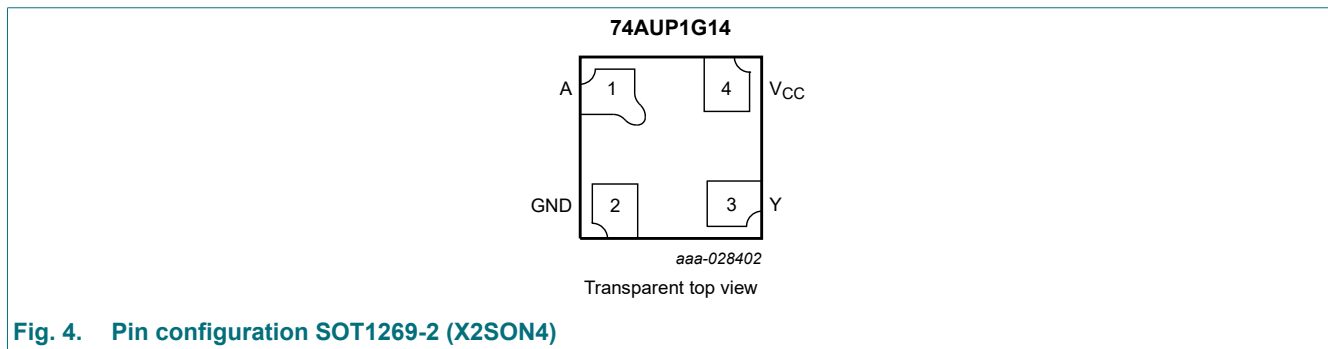 74AUP1G14
A 1 4 VCC
GND 2 3 Y
aaa-028402
Transparent top view
Fig. 4. Pin configuration SOT1269-2 (X2SON4)